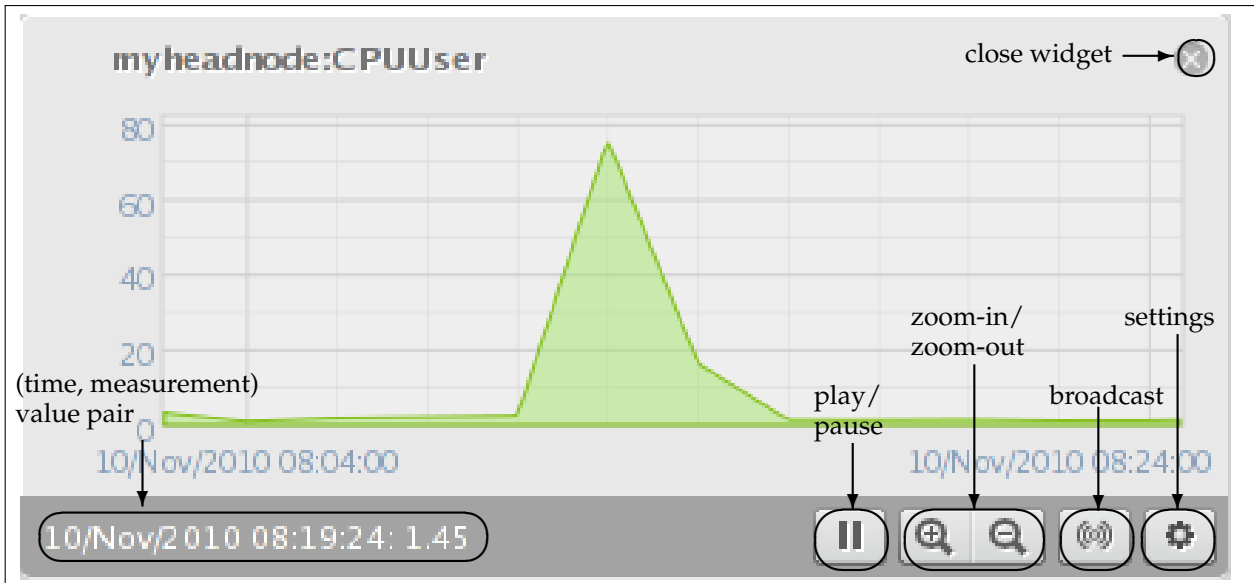 myheadnode:CPUUser
close widget
80
60
40
20
0
(time, measurement)
value pair
play/
pause
zoom-in/
zoom-out
broadcast
settings
10/Nov/2010 08:04:00
10/Nov/2010 08:24:00
10/Nov/2010 08:19:24: 1.45